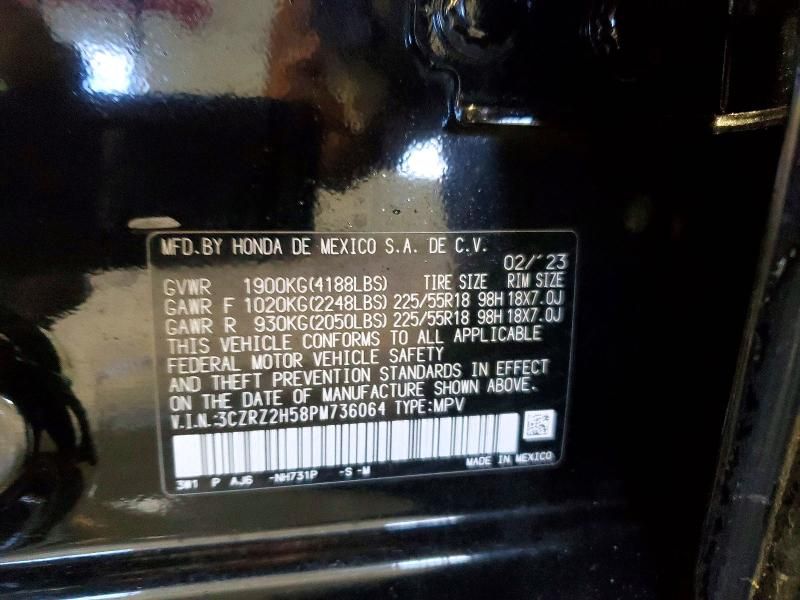 MFD.BY HONDA DE MEXICO S.A. DE C.V.
02/'23
GVWR 1900KG(4188LBS) TIRE SIZE RIM SIZE
GAWR F 1020KG(2248LBS) 225/55R18 98H 18X7.0J
GAWR R 930KG(2050LBS) 225/55R18 98H 18X7.0J
THIS VEHICLE CONFORMS TO ALL APPLICABLE
FEDERAL MOTOR VEHICLE SAFETY
AND THEFT PREVENTION STANDARDS IN EFFECT
ON THE DATE OF MANUFACTURE SHOWN ABOVE.
V.I.N.:3CZRZ2H58PM736064 TYPE:MPV
3W1 P AJ6 -NH731P -S -M MADE IN MEXICO